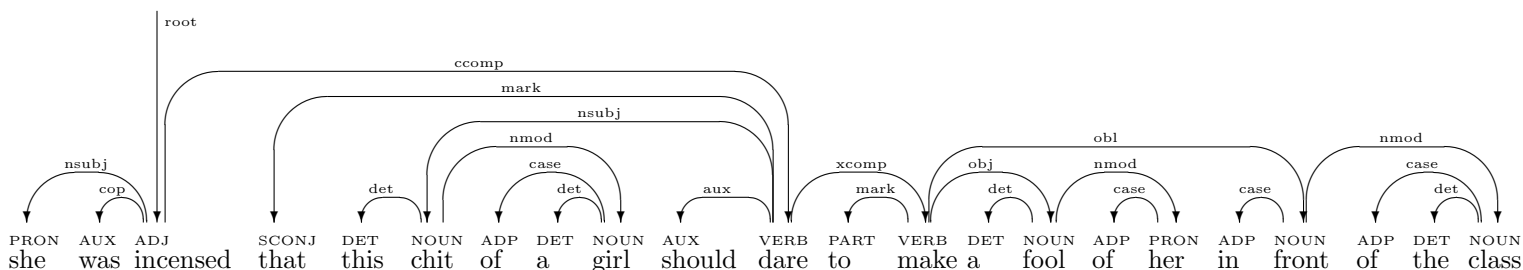 root
ccomp
mark
nsubj
nmod obl nmod
nsubj case xcomp obj nmod case
cop det det aux mark det case case det
PRON AUX ADJ SCONJ DET NOUN ADP DET NOUN AUX VERB PART VERB DET NOUN ADP PRON ADP NOUN ADP DET NOUN
she was incensed that this chit of a girl should dare to make a fool of her in front of the class